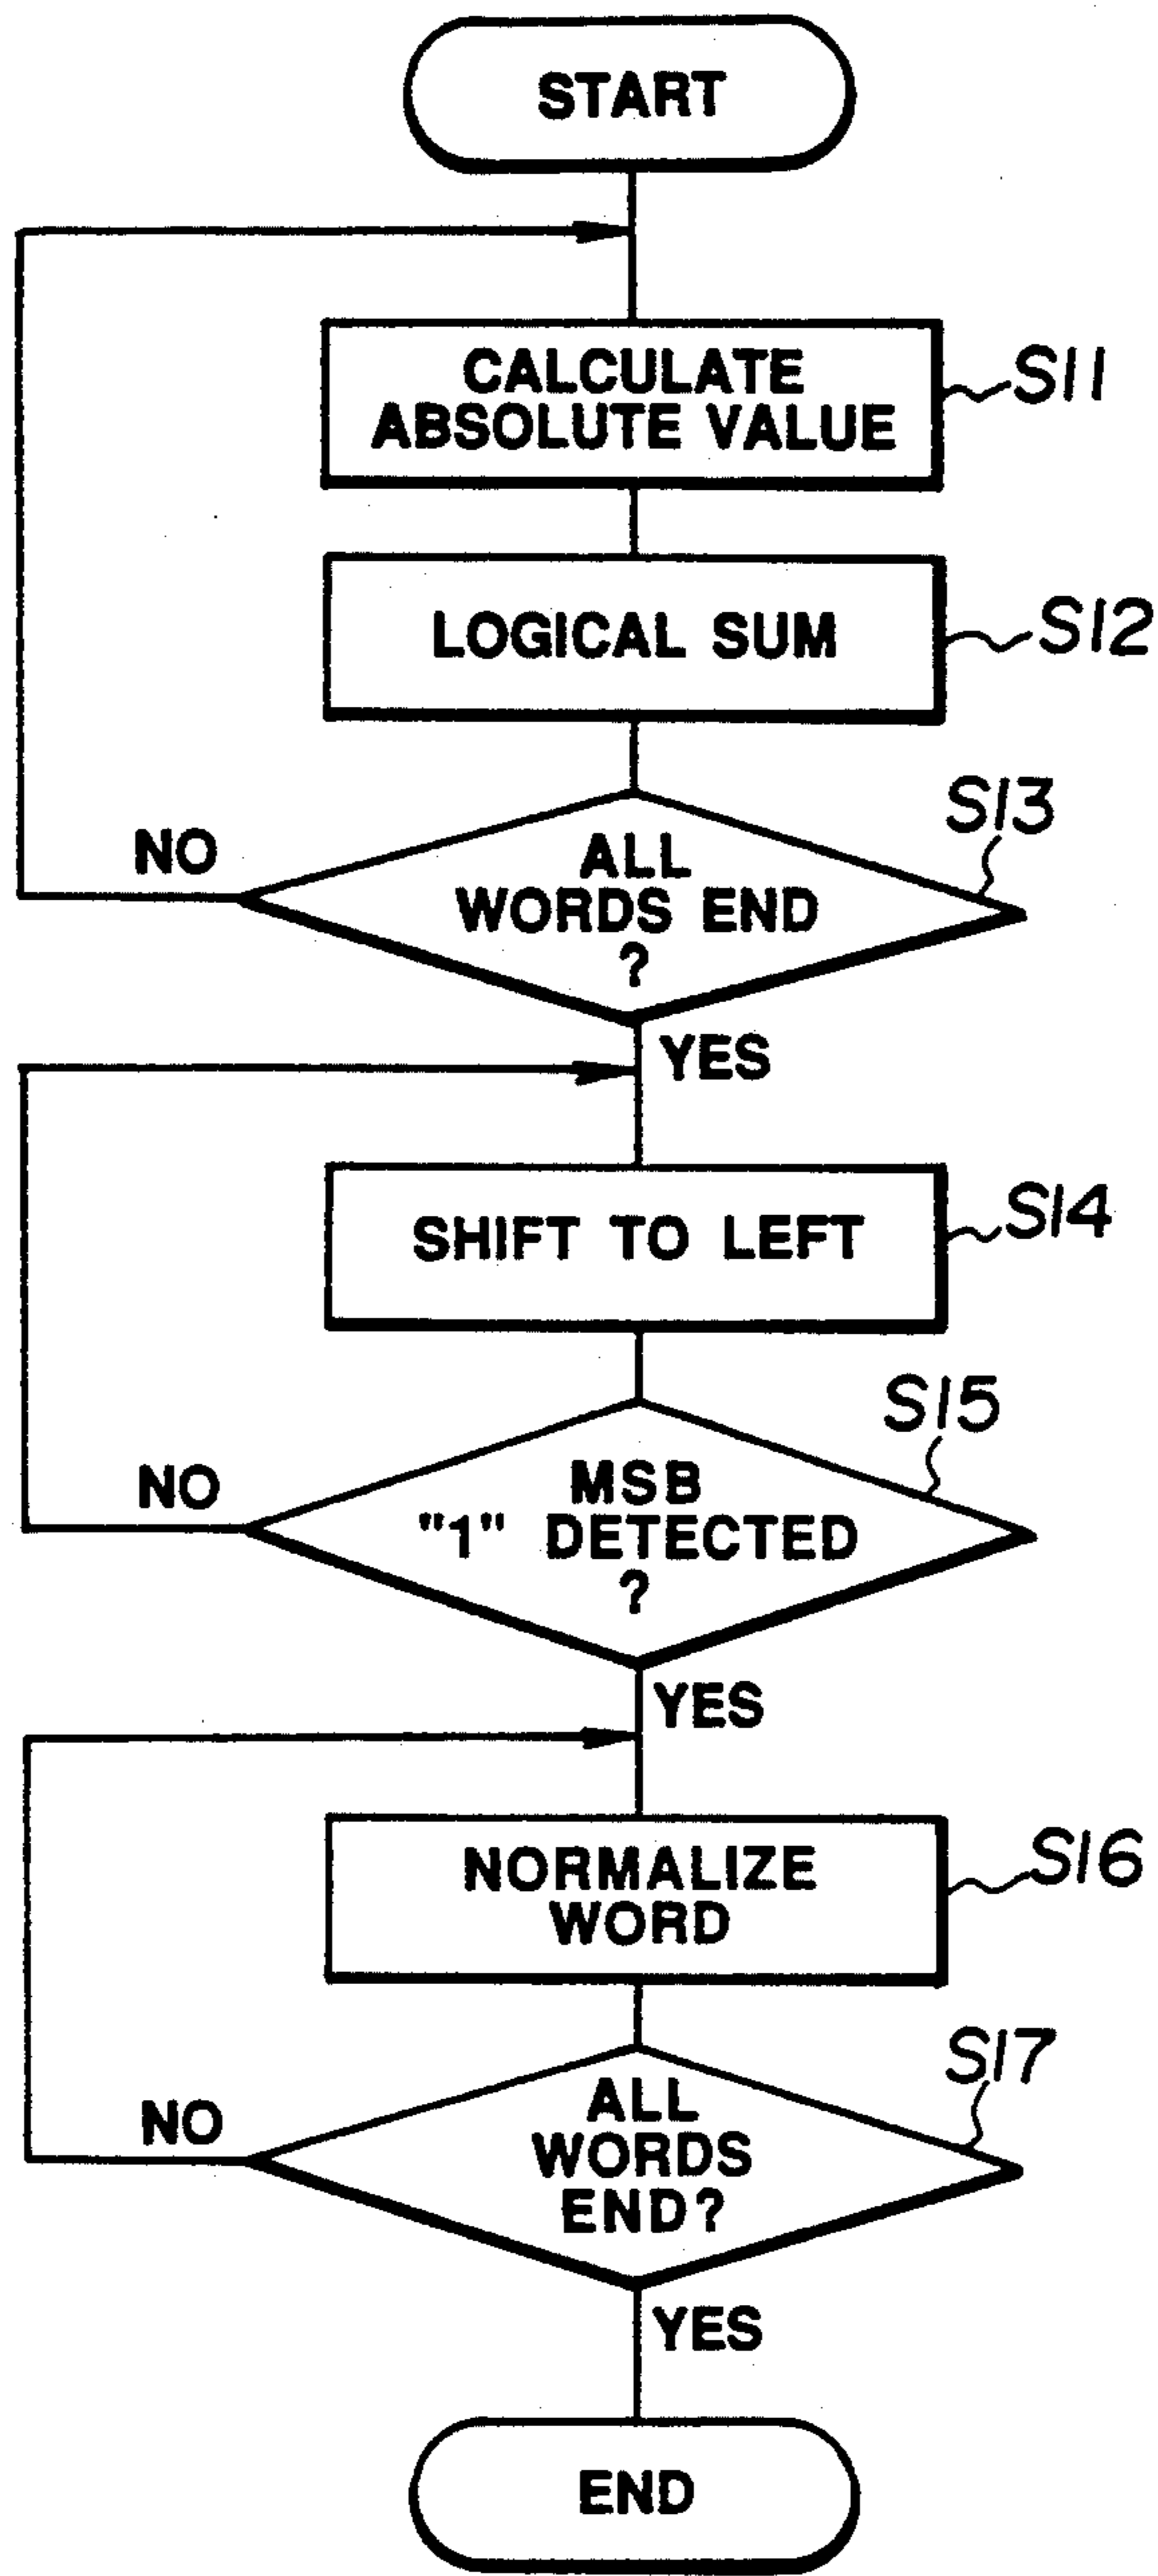 START
CALCULATE
ABSOLUTE VALUE
S11
LOGICAL SUM
S12
S13
NO
ALL
WORDS END
?
YES
SHIFT TO LEFT
S14
S15
NO
MSB
"1" DETECTED
?
YES
NORMALIZE
WORD
S16
S17
NO
ALL
WORDS
END?
YES
END